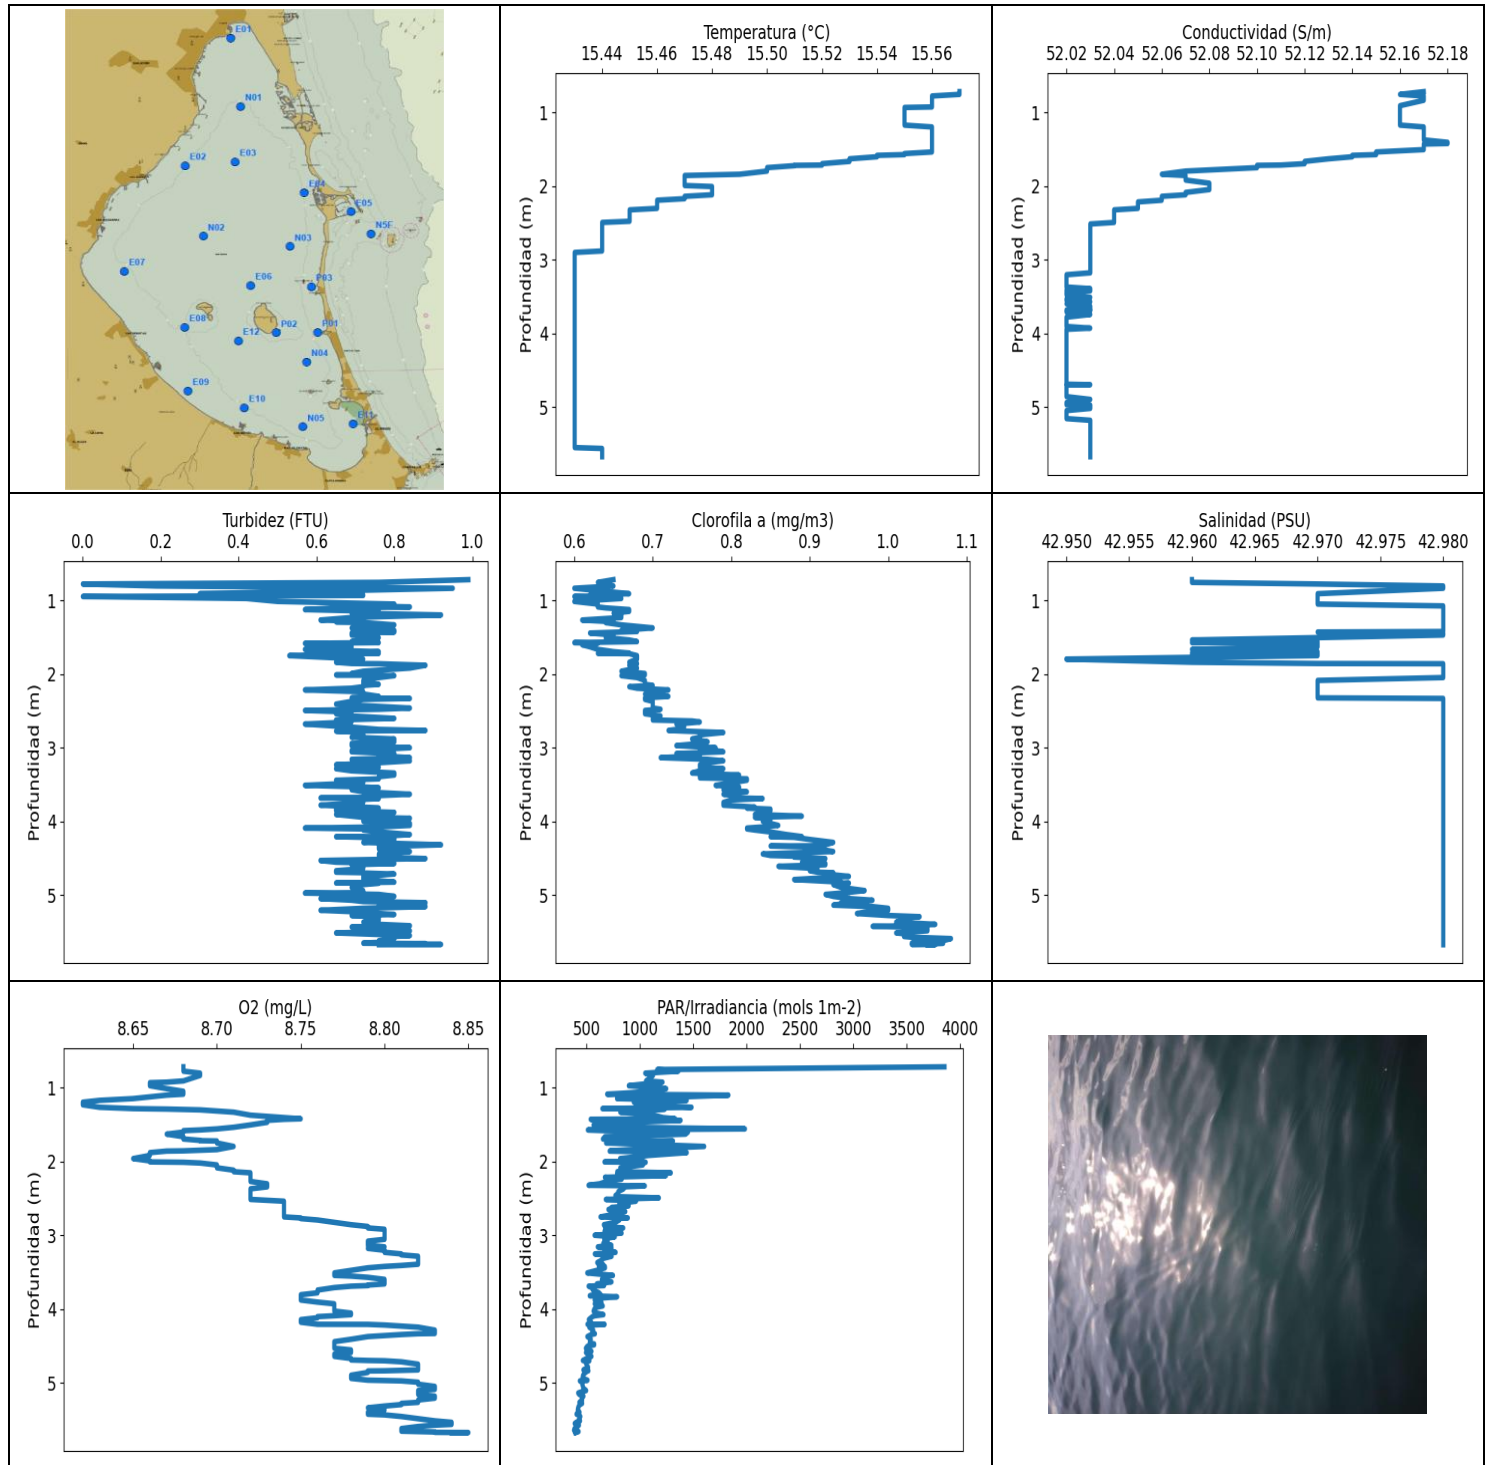 E01
N01
E02
E03
E04
E05
N5F
N02
N03
E07
E06
P03
E08
E12
P02
P01
N04
E09
E10
N05
E11
Temperatura (°C)
15.44 15.46 15.48 15.50 15.52 15.54 15.56
Profundidad (m)
1
2
3
4
5
Conductividad (S/m)
52.02 52.04 52.06 52.08 52.10 52.12 52.14 52.16 52.18
Profundidad (m)
1
2
3
4
5
Turbidez (FTU)
0.0 0.2 0.4 0.6 0.8 1.0
Profundidad (m)
1
2
3
4
5
Clorofila a (mg/m3)
0.6 0.7 0.8 0.9 1.0 1.1
Profundidad (m)
1
2
3
4
5
Salinidad (PSU)
42.950 42.955 42.960 42.965 42.970 42.975 42.980
Profundidad (m)
1
2
3
4
5
O2 (mg/L)
8.65 8.70 8.75 8.80 8.85
Profundidad (m)
1
2
3
4
5
PAR/Irradiancia (mols 1m-2)
500 1000 1500 2000 2500 3000 3500 4000
Profundidad (m)
1
2
3
4
5